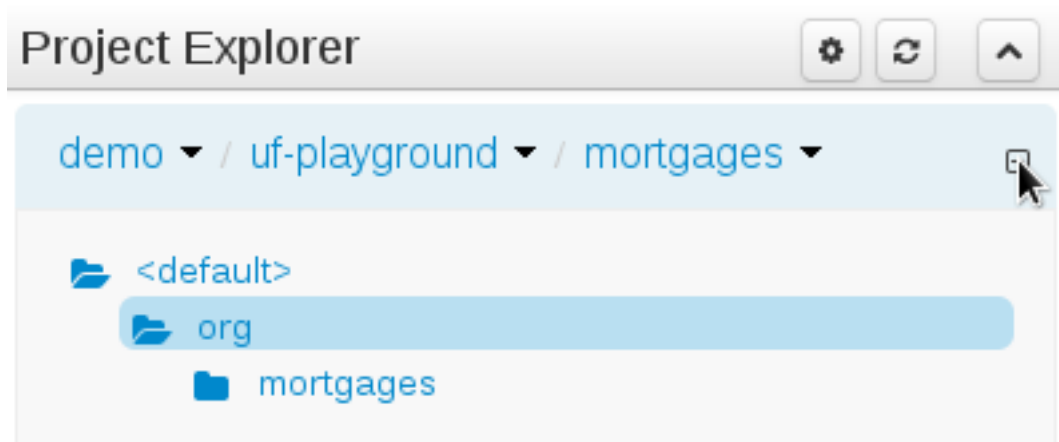 Project Explorer
demo / uf-playground / mortgages
<default>
org
mortgages